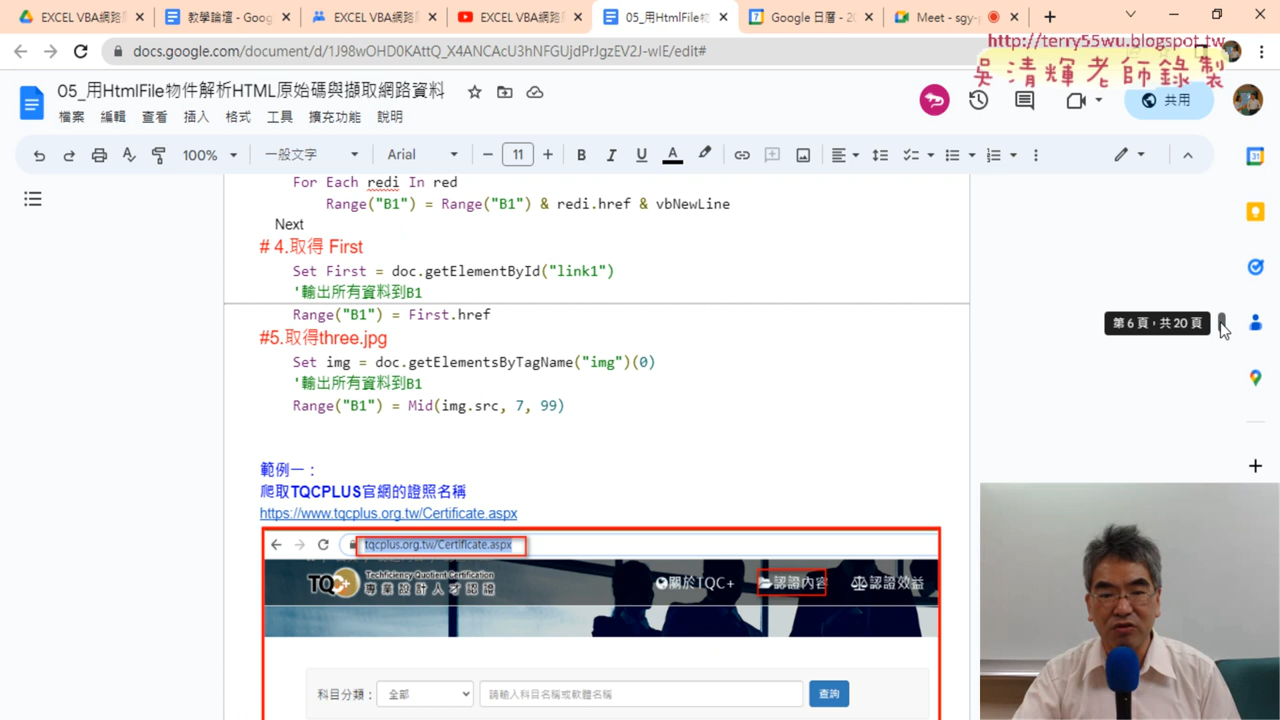 EXCEL VBA網路
教學論壇 - Goog
EXCEL VBA網路
EXCEL VBA網路
05_用HtmlFile物件
Google 日曆 - 20
Meet - sgy-
docs.google.com/document/d/1J98wOHD0KAttQ_X4ANCAcU3hNFGUjdPrJgzEV2J-wIE/edit#
http://terry55wu.blogspot.tw
吳清輝老師錄製
05_用HtmlFile物件解析HTML原始碼與擷取網路資料
共用
檔案 編輯 查看 插入 格式 工具 擴充功能 說明
100% 一般文字 Arial 11 B I U A
For Each redi In red
Range("B1") = Range("B1") & redi.href & vbNewLine
Next
# 4.取得 First
Set First = doc.getElementById("link1")
'輸出所有資料到B1
Range("B1") = First.href
#5.取得three.jpg
Set img = doc.getElementsByTagName("img")(0)
'輸出所有資料到B1
Range("B1") = Mid(img.src, 7, 99)
第 6 頁，共 20 頁
範例一：
爬取TQCPLUS官網的證照名稱
https://www.tqcplus.org.tw/Certificate.aspx
tqcplus.org.tw/Certificate.aspx
TQC+ Techficiency Quotient Certification
專業設計人才認證
關於TQC+ 認證內容 認證效益
科目分類： 全部 請輸入科目名稱或軟體名稱 查詢